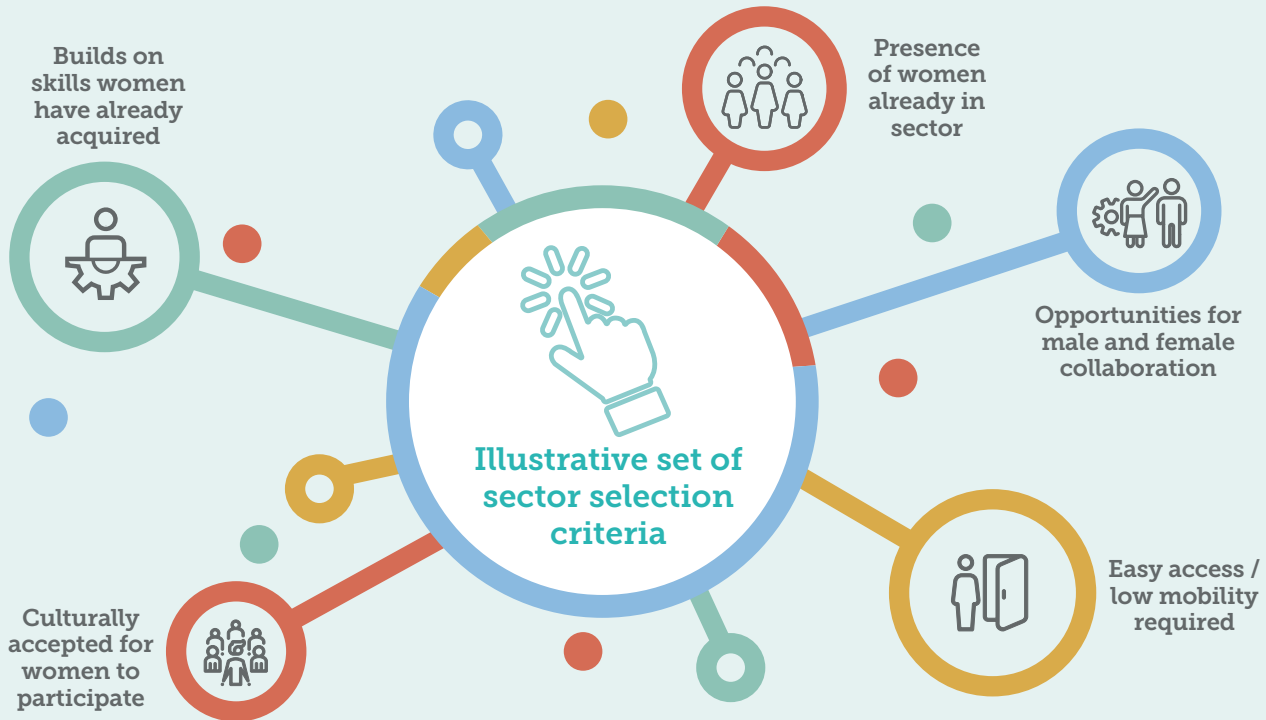 Builds on
skills women
have already
acquired
Presence
of women
already in
sector
Opportunities for
male and female
collaboration
Illustrative set of
sector selection
criteria
Easy access /
low mobility
required
Culturally
accepted for
women to
participate